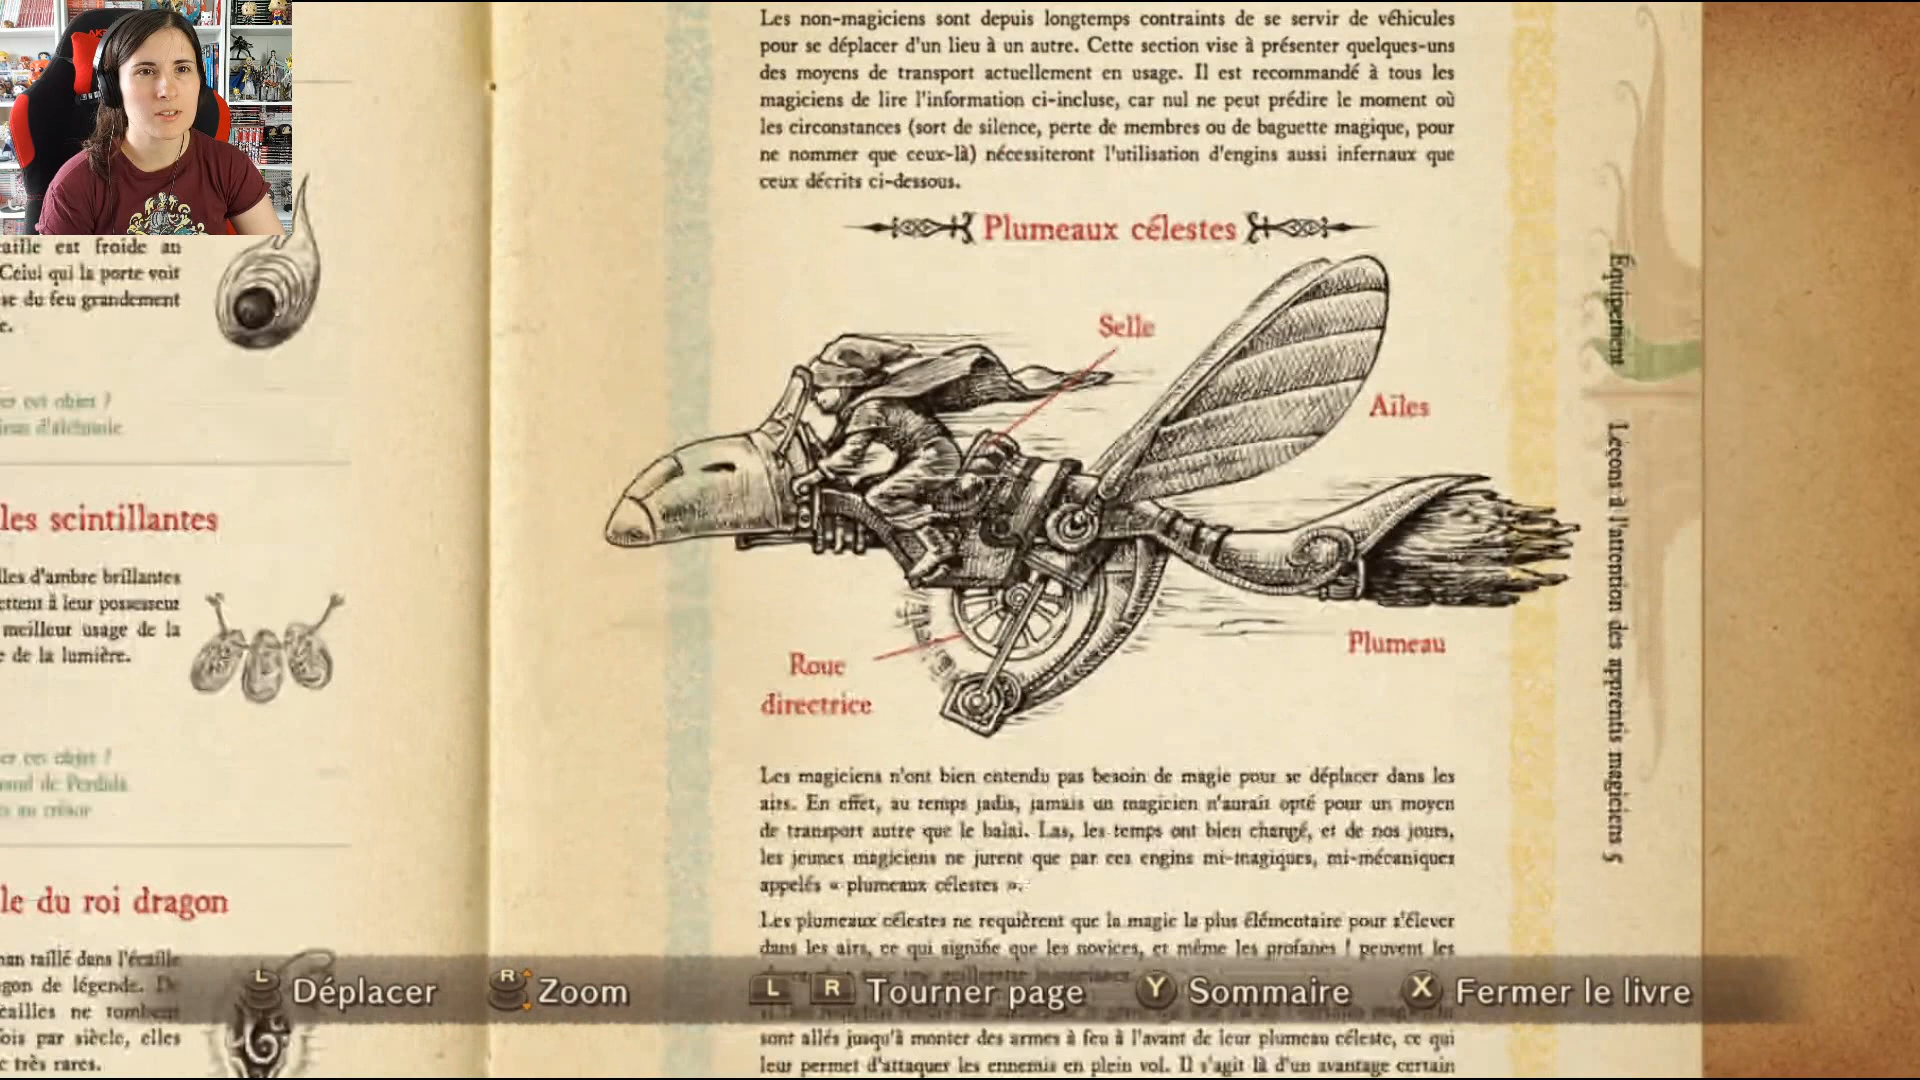 aille est froide au
Celui qui la porte voit
se du feu grandement
e.
er cet objet ?
les scintillantes
lles d'ambre brillantes
ettent à leur possesseur
meilleur usage de la
e de la lumière.
er ces objet ?
s au trésor
le du roi dragon
man taillé dans l'écaille
gon de légende. De
écailles ne tombent
fois par siècle, elles
c très rares.
Les non-magiciens sont depuis longtemps contraints de se servir de véhicules
pour se déplacer d'un lieu à un autre. Cette section vise à présenter quelques-uns
des moyens de transport actuellement en usage. Il est recommandé à tous les
magiciens de lire l'information ci-incluse, car nul ne peut prédire le moment où
les circonstances (sort de silence, perte de membres ou de baguette magique, pour
ne nommer que ceux-là) nécessiteront l'utilisation d'engins aussi infernaux que
ceux décrits ci-dessous.
Plumeaux célestes
Selle
Ailes
Plumeau
Roue
directrice
Les magiciens n'ont bien entendu pas besoin de magie pour se déplacer dans les
airs. En effet, au temps jadis, jamais un magicien n'aurait opté pour un moyen
de transport autre que le balai. Las, les temps ont bien changé, et de nos jours,
les jeunes magiciens ne jurent que par ces engins mi-magiques, mi-mécaniques
appelés « plumeaux célestes ».
Les plumeaux célestes ne requièrent que la magie la plus élémentaire pour s'élever
dans les airs, ce qui signifie que les novices, et même les profanes ! peuvent les
sont allés jusqu'à monter des armes à feu à l'avant de leur plumeau céleste, ce qui
leur permet d'attaquer les ennemis en plein vol. Il s'agit là d'un avantage certain
Équipement
Leçons à l'attention des apprentis magiciens 5
L Déplacer
R Zoom
L R Tourner page
Y Sommaire
X Fermer le livre